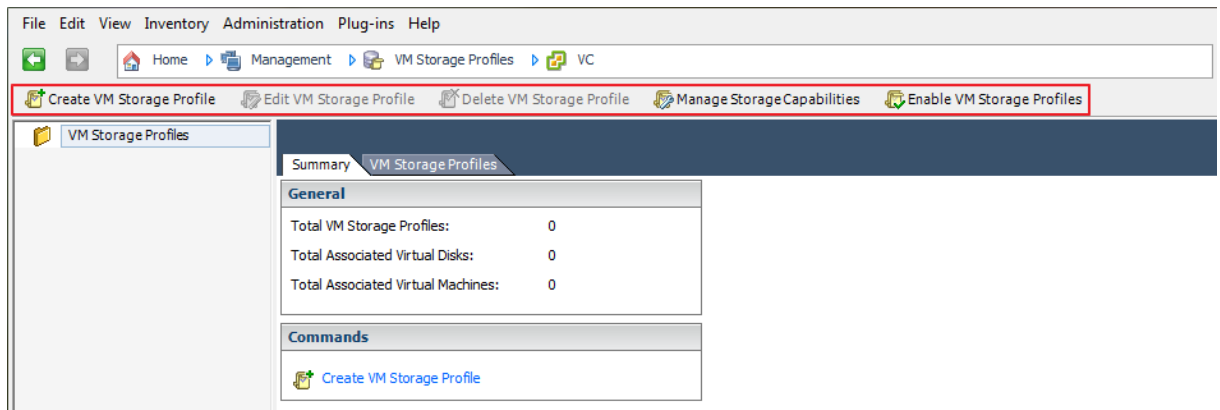 File Edit View Inventory Administration Plug-ins Help
Home Management VM Storage Profiles VC
Create VM Storage Profile Edit VM Storage Profile Delete VM Storage Profile Manage Storage Capabilities Enable VM Storage Profiles
VM Storage Profiles
Summary VM Storage Profiles
General
Total VM Storage Profiles: 0
Total Associated Virtual Disks: 0
Total Associated Virtual Machines: 0
Commands
Create VM Storage Profile